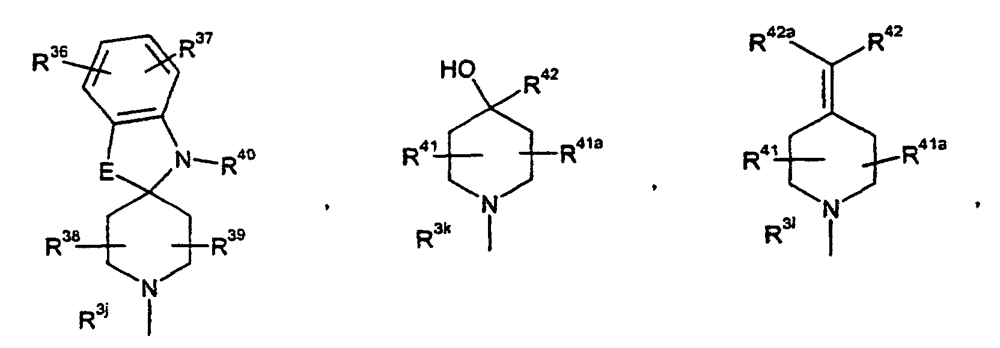 R36 R37
E N R40
R38 R39
N
R3j
,
HO R42
R41 R41a
N
R3k
,
R42a R42
R41 R41a
N
R3l
,